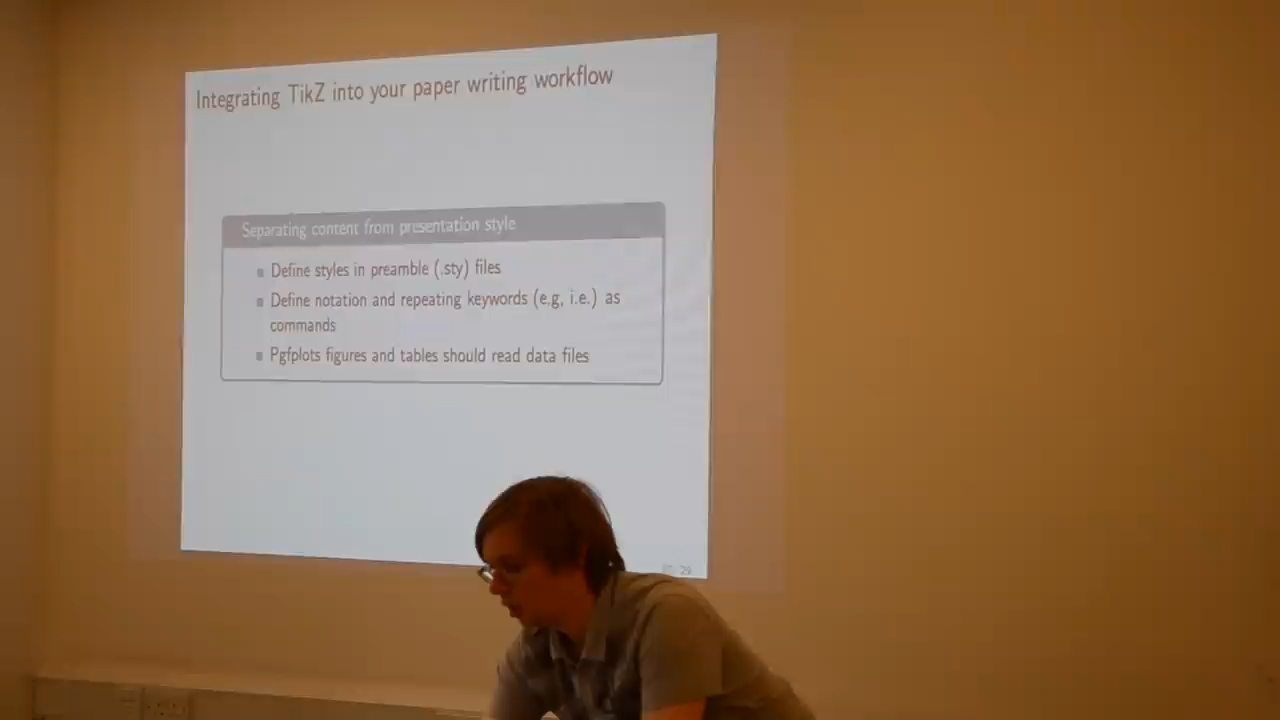 Integrating TikZ into your paper writing workflow
Separating content from presentation style
Define styles in preamble (.sty) files
Define notation and repeating keywords (e.g, i.e.) as
commands
Pgfplots figures and tables should read data files
29